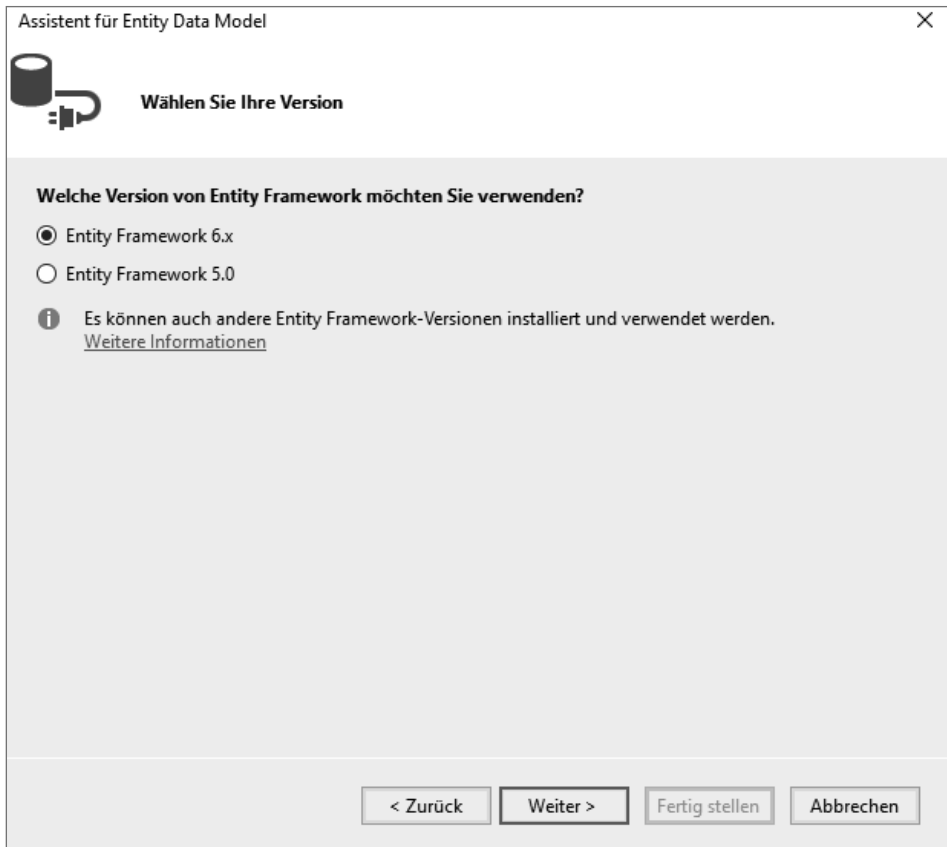 Assistent für Entity Data Model
Wählen Sie Ihre Version
Welche Version von Entity Framework möchten Sie verwenden?
Entity Framework 6.x
Entity Framework 5.0
Es können auch andere Entity Framework-Versionen installiert und verwendet werden.
Weitere Informationen
< Zurück Weiter > Fertig stellen Abbrechen